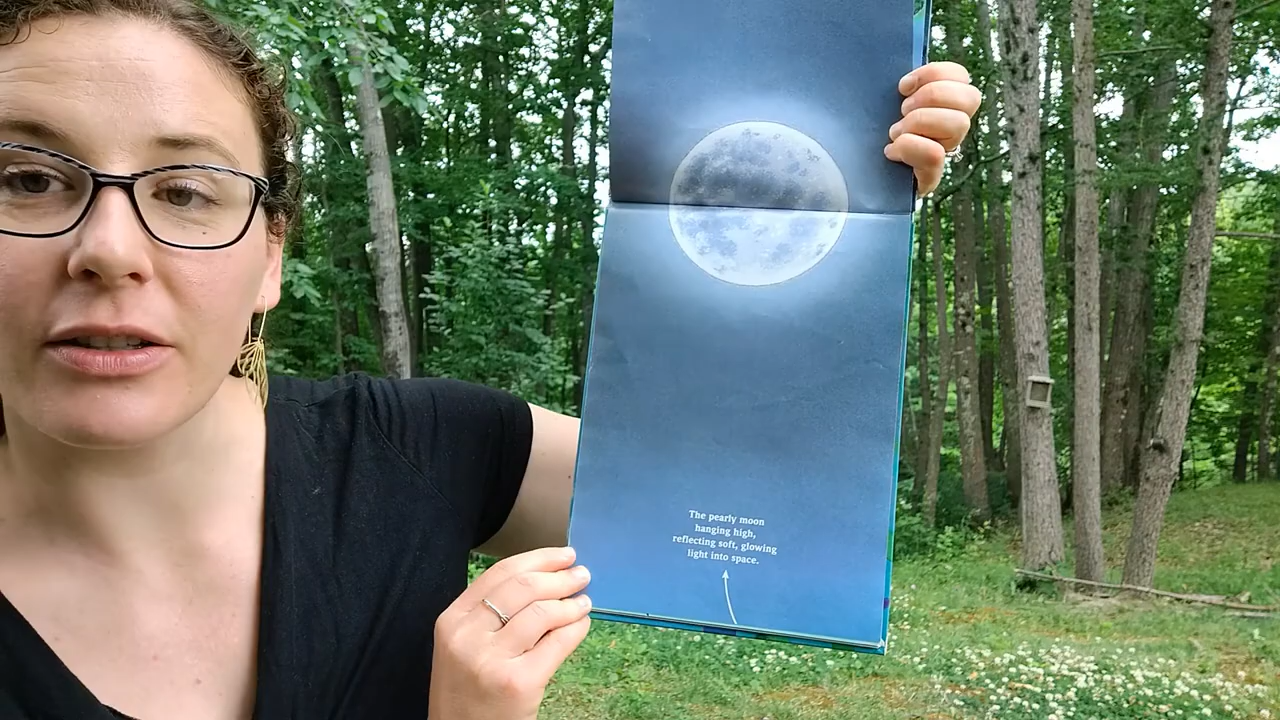 The pearly moon
hanging high,
reflecting soft, glowing
light into space.